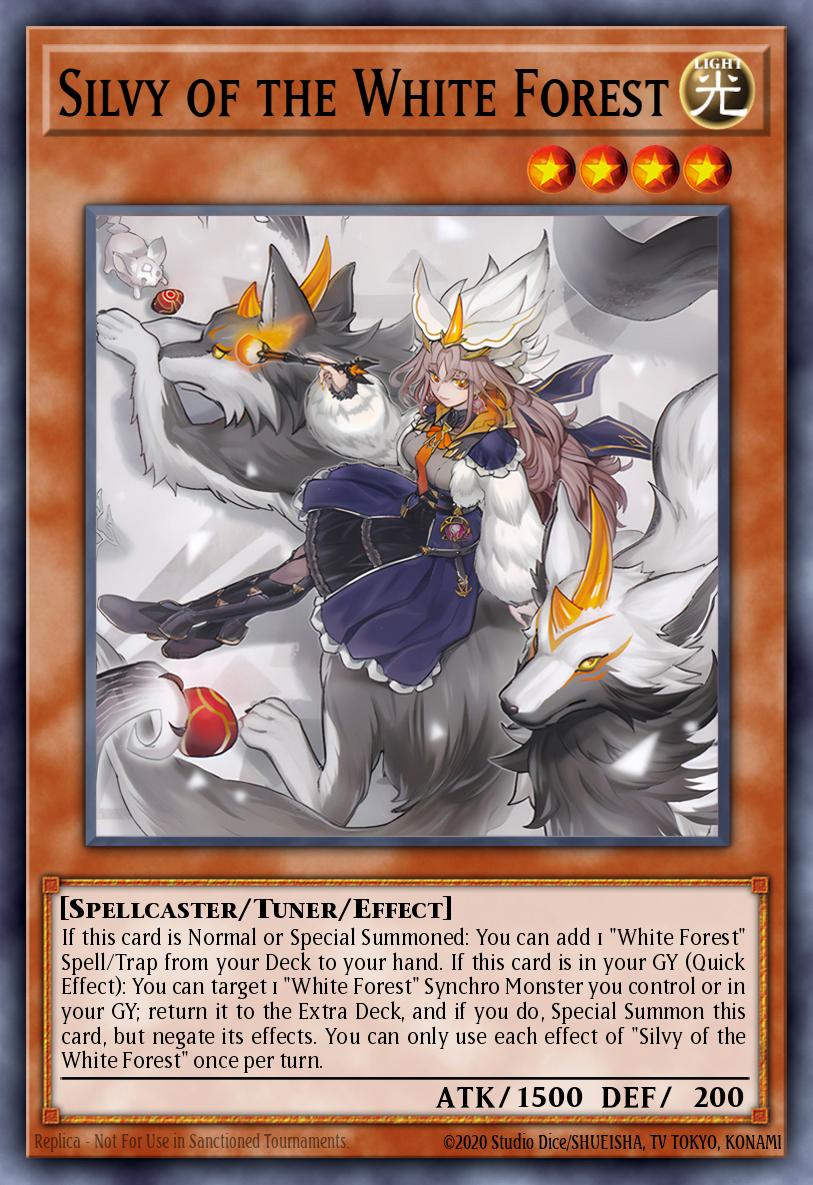 Silvy of the White Forest
LIGHT
光
[Spellcaster/Tuner/Effect]
If this card is Normal or Special Summoned: You can add 1 "White Forest"
Spell/Trap from your Deck to your hand. If this card is in your GY (Quick
Effect): You can target 1 "White Forest" Synchro Monster you control or in
your GY; return it to the Extra Deck, and if you do, Special Summon this
card, but negate its effects. You can only use each effect of "Silvy of the
White Forest" once per turn.
ATK/1500 DEF/ 200
Replica - Not For Use in Sanctioned Tournaments.
©2020 Studio Dice/SHUEISHA, TV TOKYO, KONAMI